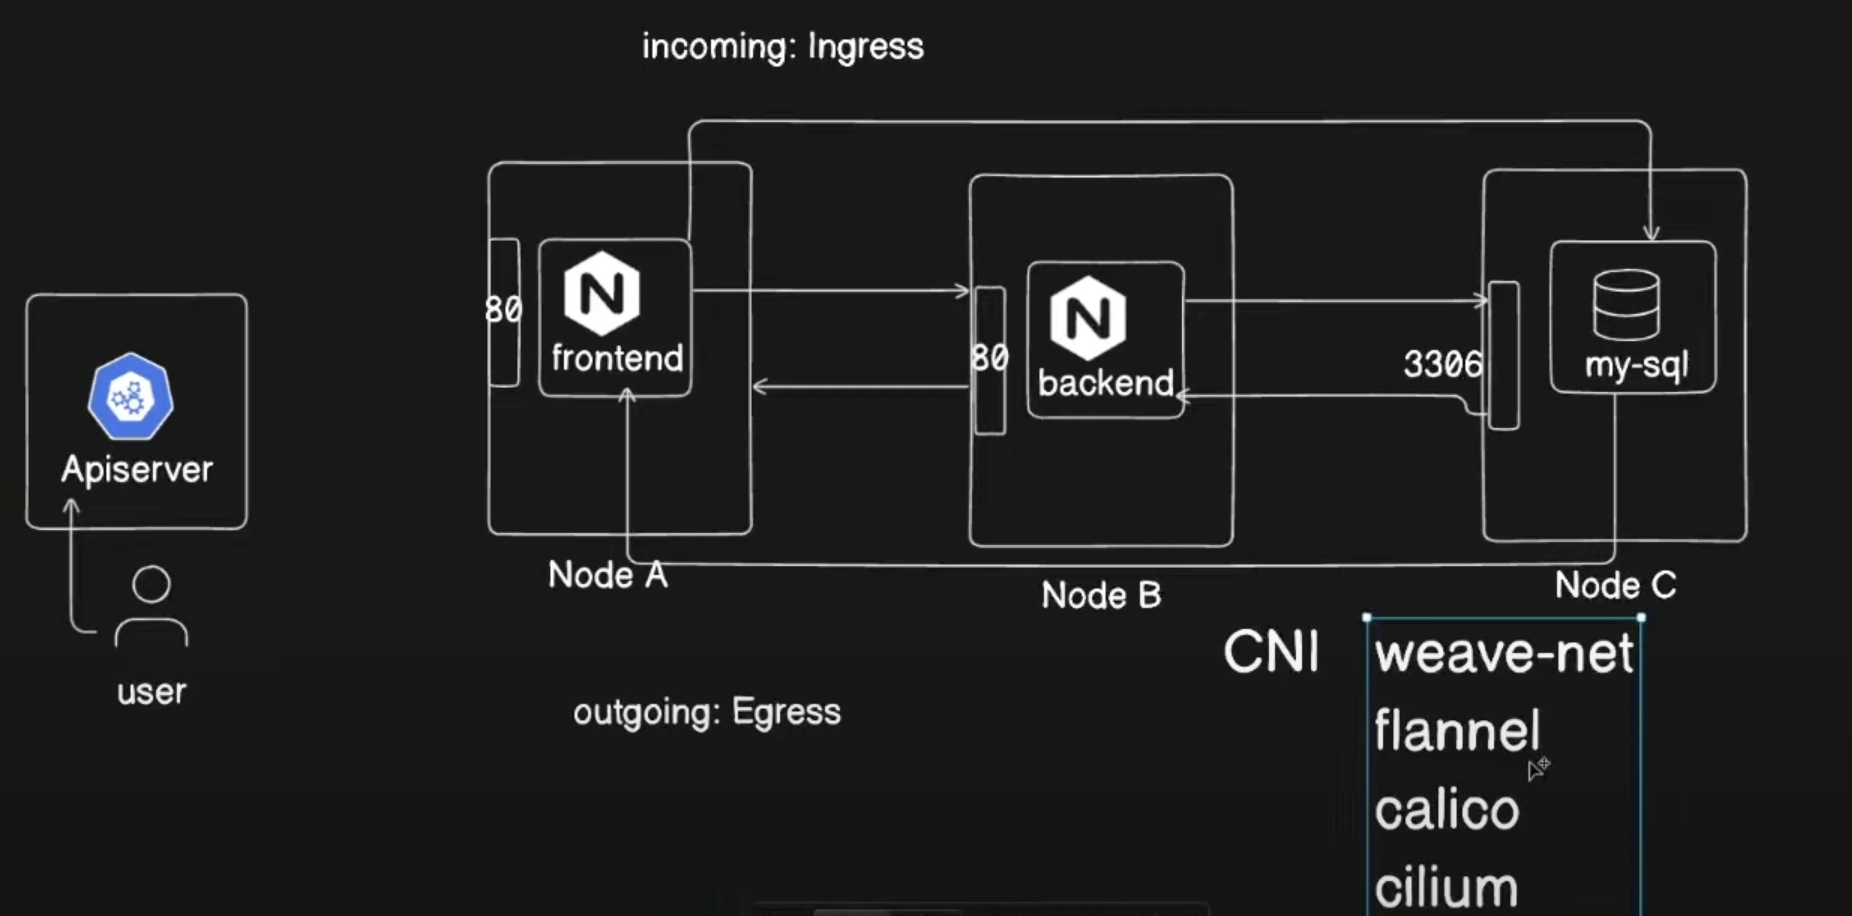 incoming: Ingress
80
N
frontend
80
N
backend
3306
my-sql
Apiserver
user
Node A
Node B
Node C
CNI
weave-net
flannel
calico
cilium
outgoing: Egress